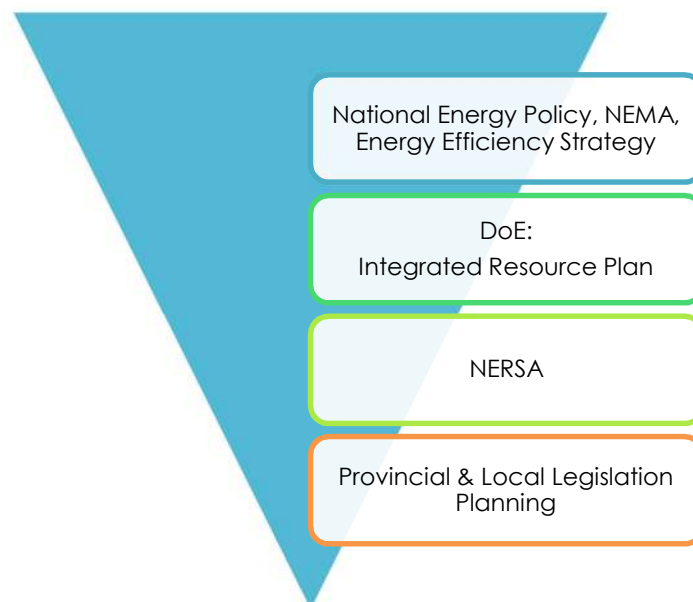 National Energy Policy, NEMA,
Energy Efficiency Strategy
DoE:
Integrated Resource Plan
NERSA
Provincial & Local Legislation
Planning